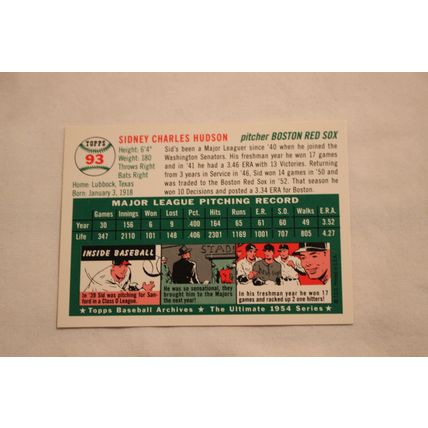 TOPPS
93
SIDNEY CHARLES HUDSON
pitcher BOSTON RED SOX
Height: 6'4"
Weight: 180
Throws Right
Bats Right
Home: Lubbock, Texas
Born: January 3, 1918
Sid's been a Major Leaguer since '40 when he joined the
Washington Senators. His freshman year he won 17 games
and in '41 he had a 3.46 ERA with 13 Victories. Returning
from 3 years in Service in '46, Sid won 14 games in '50 and
was traded to the Boston Red Sox in '52. That season he
won 10 Decisions and posted a 3.34 ERA for Boston.
MAJOR LEAGUE PITCHING RECORD
Games Innings Won Lost Pct. Hits Runs E.R. S.O. Walks E.R.A.
Year 30 156 6 9 .400 164 65 61 60 49 3.52
Life 347 2110 101 148 .406 2301 1169 1001 707 805 4.27
INSIDE BASEBALL
In '39 Sid was pitching for San-
ford in a Class D League.
STADI
He was so sensational, they
brought him to the Majors
the next year!
In his freshman year he won 17
games and racked up 2 one hitters!
★Topps Baseball Archives ★ The Ultimate 1954 Series★